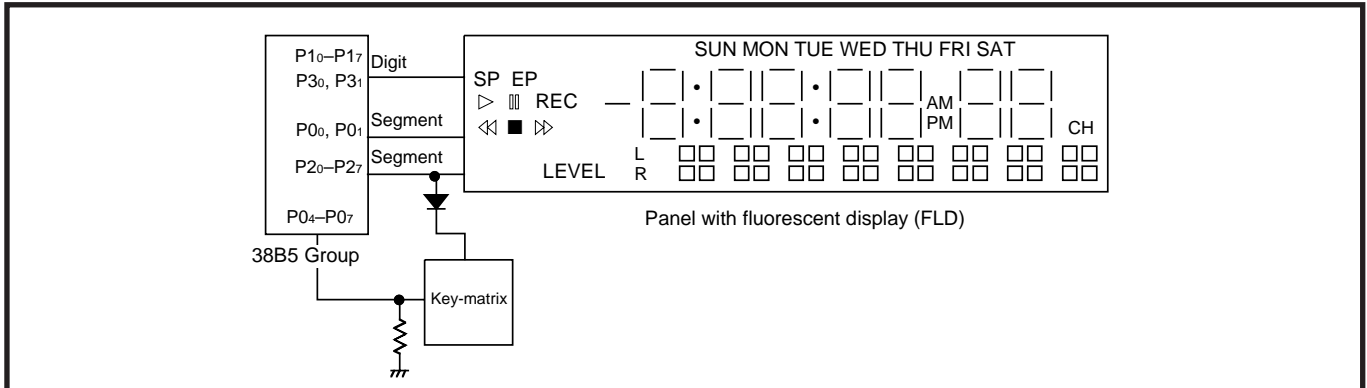 P10–P17
P30, P31
P00, P01
P20–P27
P04–P07
38B5 Group
Digit
Segment
Segment
Key-matrix
SUN MON TUE WED THU FRI SAT
SP EP
REC
AM
PM
CH
LEVEL
L
R
Panel with fluorescent display (FLD)